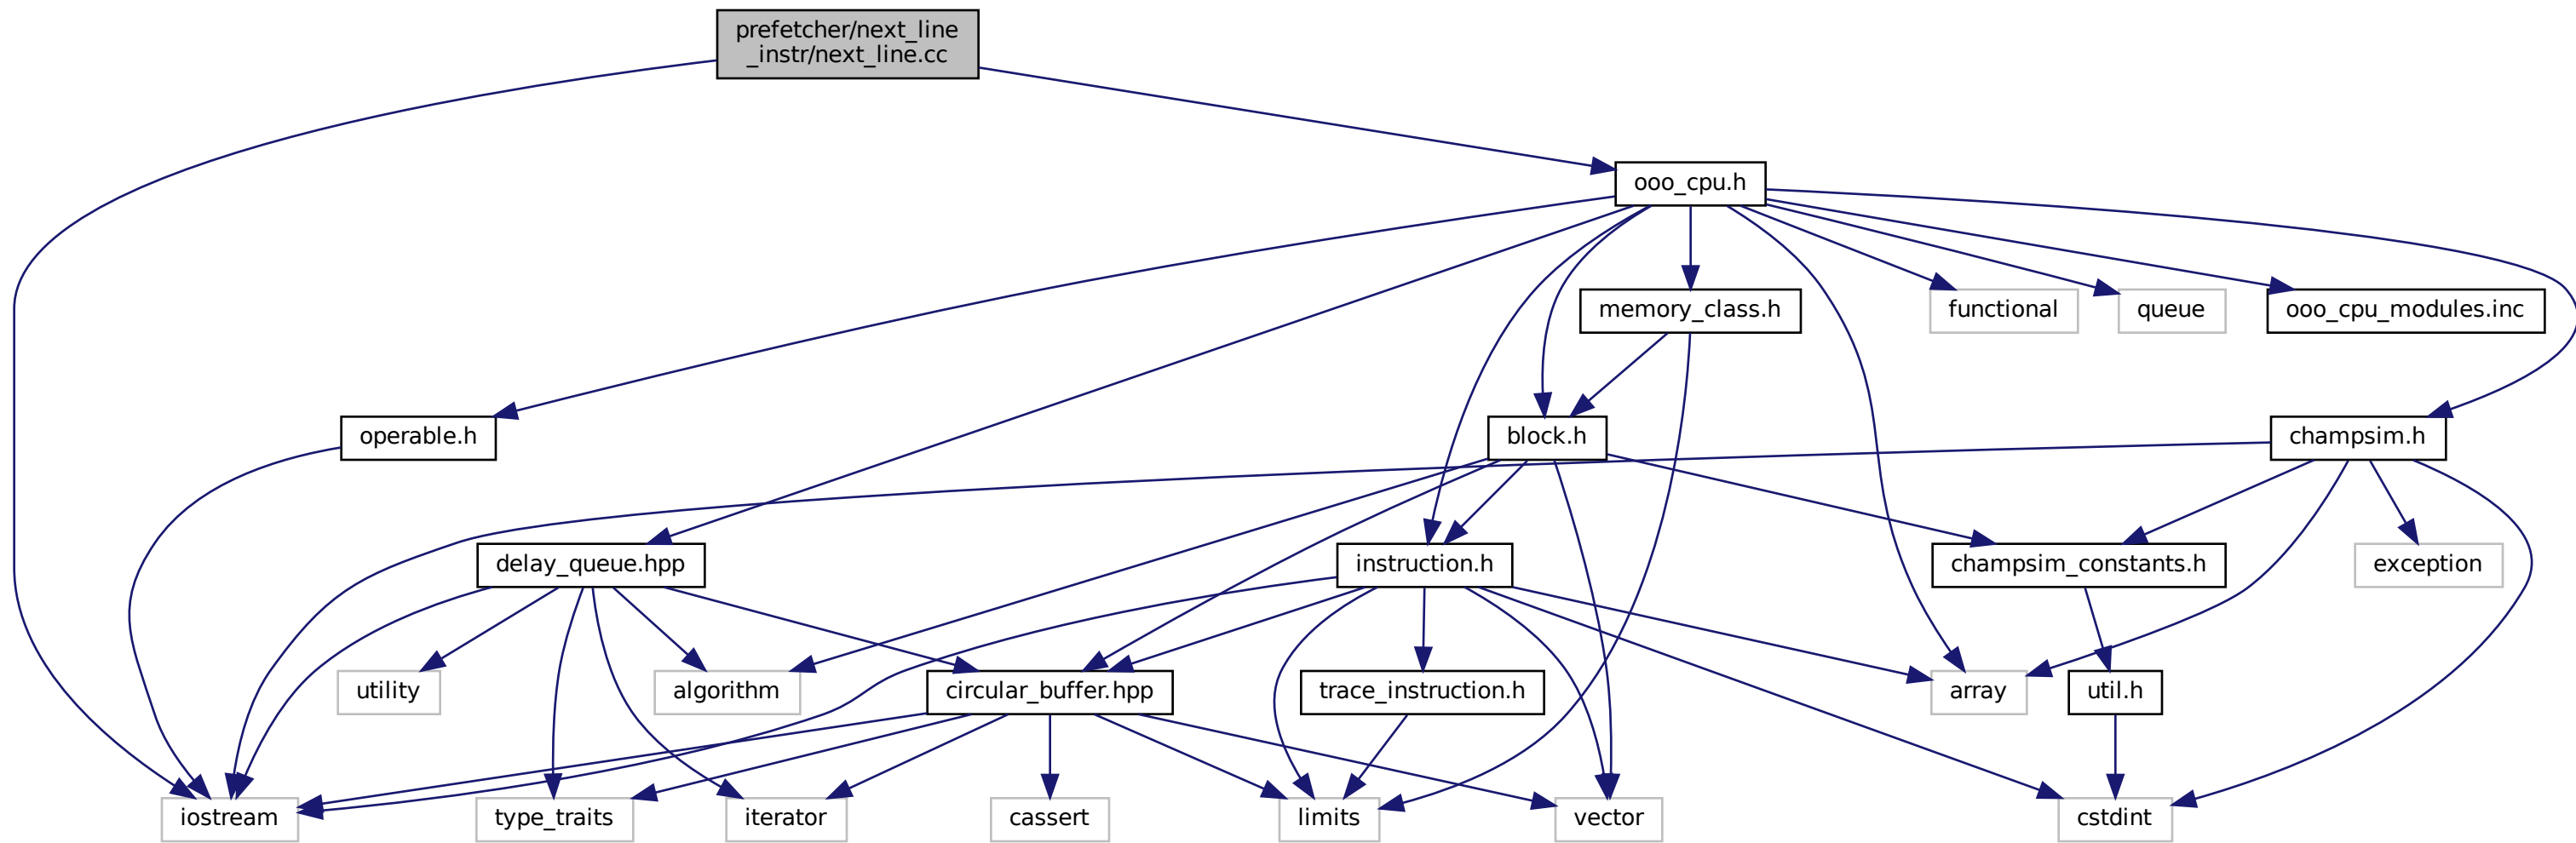 prefetcher/next_line
_instr/next_line.cc
ooo_cpu.h
memory_class.h
functional
queue
ooo_cpu_modules.inc
operable.h
block.h
champsim.h
delay_queue.hpp
instruction.h
champsim_constants.h
exception
utility
algorithm
circular_buffer.hpp
trace_instruction.h
array
util.h
iostream
type_traits
iterator
cassert
limits
vector
cstdint